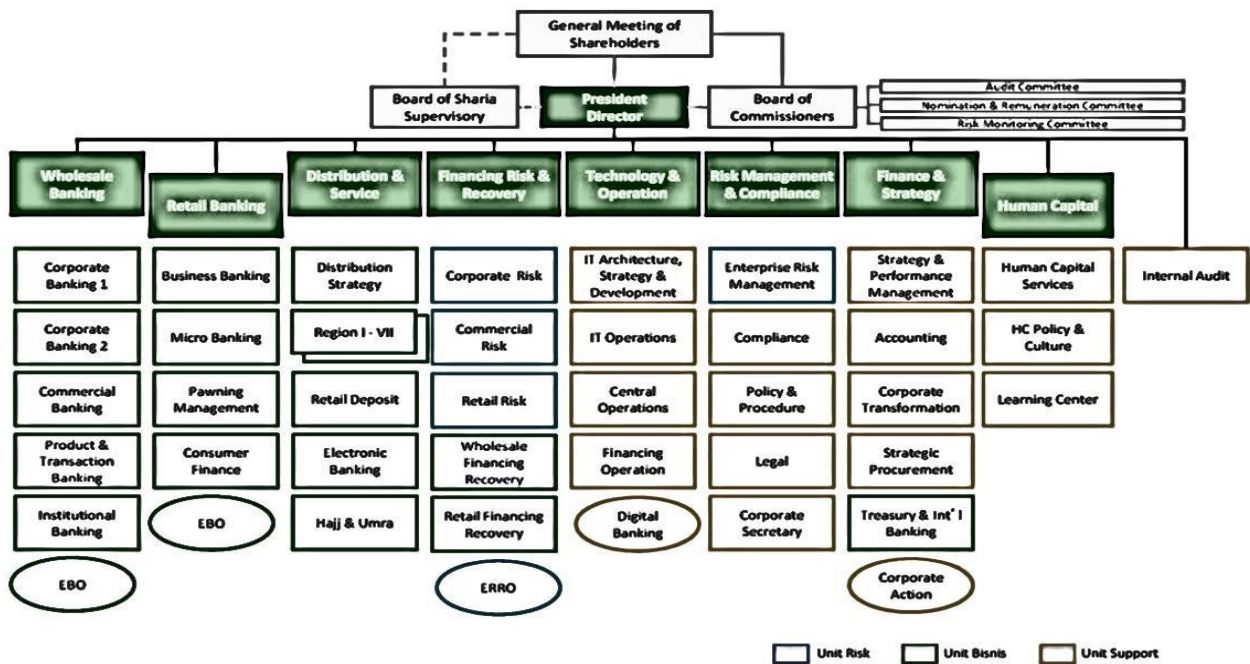 General Meeting of
Shareholders
Board of Sharia
Supervisory
President
Director
Board of
Commissioners
Audit Committee
Nomination & Remuneration Committee
Risk Monitoring Committee
Wholesale
Banking
Retail Banking
Distribution &
Service
Financing Risk &
Recovery
Technology &
Operation
Risk Management
& Compliance
Finance &
Strategy
Human Capital
Corporate
Banking 1
Business Banking
Distribution
Strategy
Corporate Risk
IT Architecture,
Strategy &
Development
Enterprise Risk
Management
Strategy &
Performance
Management
Human Capital
Services
Internal Audit
Corporate
Banking 2
Micro Banking
Region I - VII
Commercial
Risk
IT Operations
Compliance
Accounting
HC Policy &
Culture
Commercial
Banking
Pawning
Management
Retail Deposit
Retail Risk
Central
Operations
Policy &
Procedure
Corporate
Transformation
Learning Center
Product &
Transaction
Banking
Consumer
Finance
Electronic
Banking
Wholesale
Financing
Recovery
Financing
Operation
Legal
Strategic
Procurement
Institutional
Banking
EBO
Hajj & Umra
Retail Financing
Recovery
Digital
Banking
Corporate
Secretary
Treasury & Int' l
Banking
EBO
ERRO
Corporate
Action
Unit Risk
Unit Bisnis
Unit Support